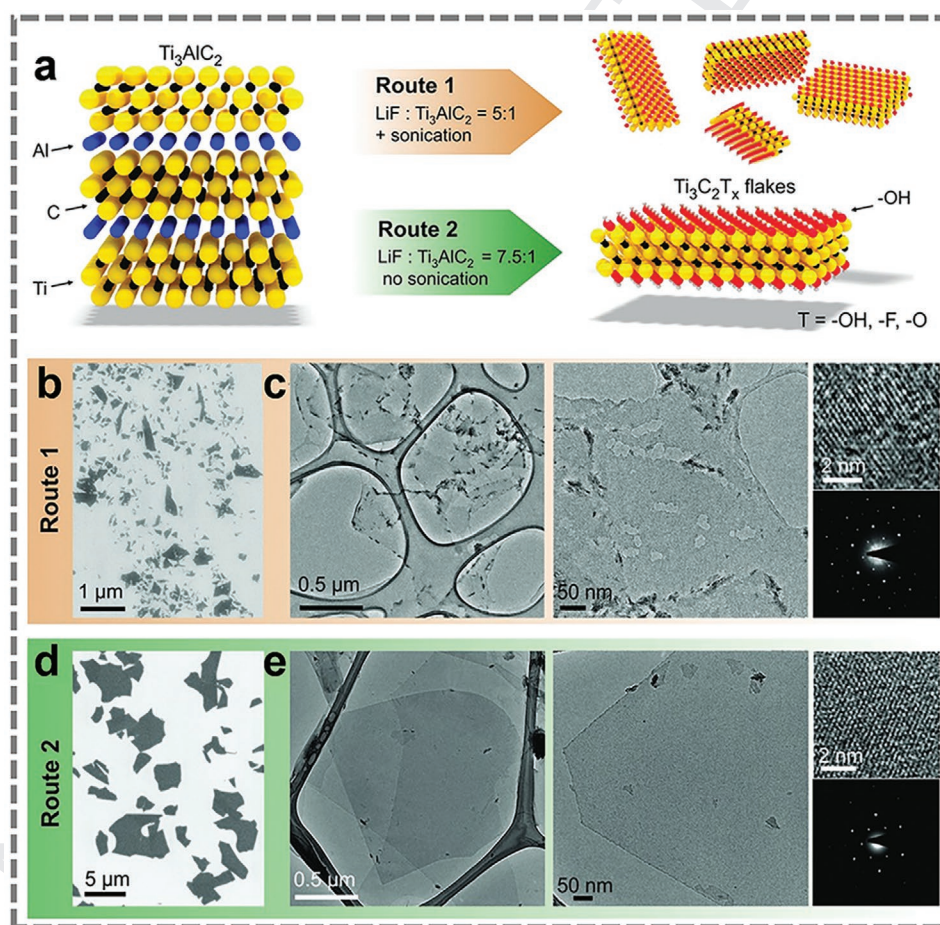 a
Ti₃AlC₂
Al
C
Ti
Route 1
LiF : Ti₃AlC₂ = 5:1
+ sonication
Route 2
LiF : Ti₃AlC₂ = 7.5:1
no sonication
Ti₃C₂Tₓ flakes
-OH
T = -OH, -F, -O
Route 1
b
1 µm
c
0.5 µm
50 nm
2 nm
Route 2
d
5 µm
e
0.5 µm
50 nm
2 nm